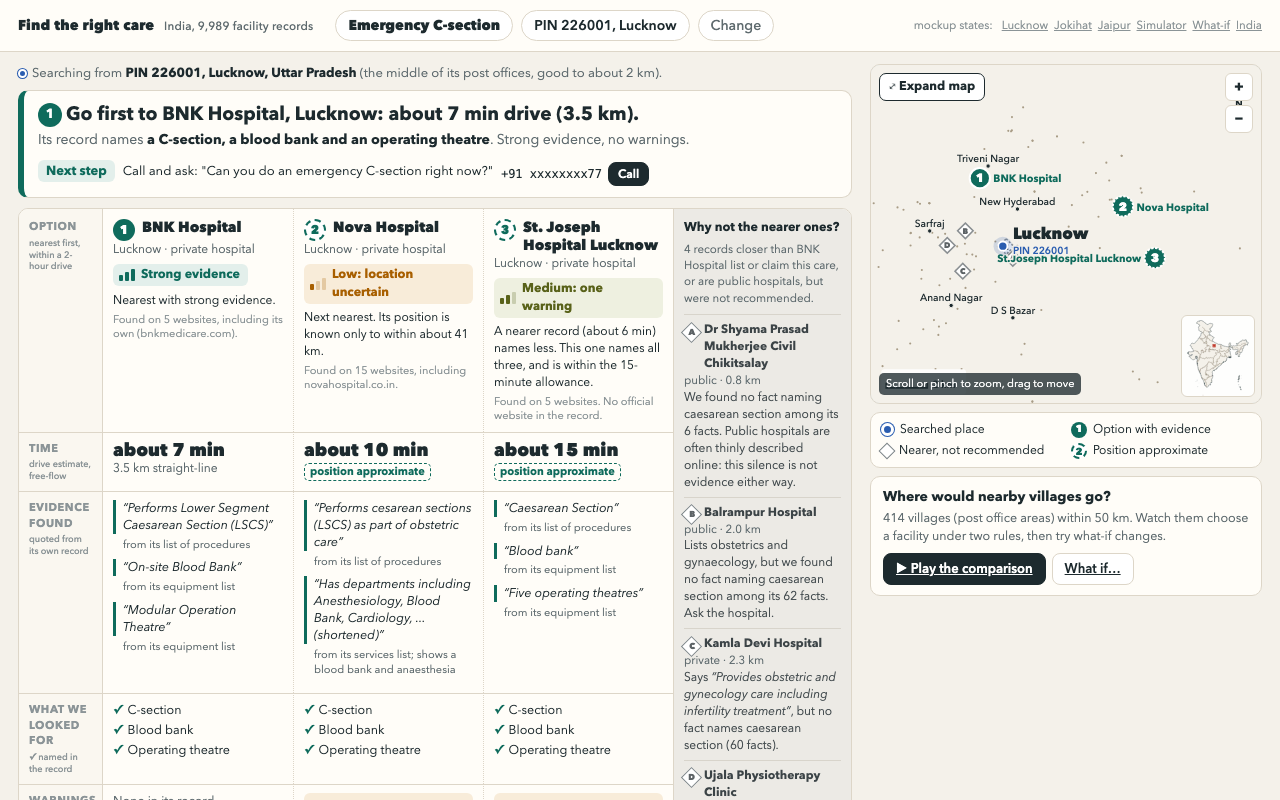 Find the right care
India, 9,989 facility records
Emergency C-section
PIN 226001, Lucknow
Change
mockup states: Lucknow Jokihat Jaipur Simulator What-if India
Searching from PIN 226001, Lucknow, Uttar Pradesh (the middle of its post offices, good to about 2 km).
1 Go first to BNK Hospital, Lucknow: about 7 min drive (3.5 km).
Its record names a C-section, a blood bank and an operating theatre. Strong evidence, no warnings.
Next step Call and ask: "Can you do an emergency C-section right now?" +91 xxxxxxxx77 Call
OPTION
nearest first,
within a 2-
hour drive
1 BNK Hospital
Lucknow · private hospital
Strong evidence
Nearest with strong evidence.
Found on 5 websites, including its
own (bnkmedicare.com).
2 Nova Hospital
Lucknow · private hospital
Low: location
uncertain
Next nearest. Its position is
known only to within about 41
km.
Found on 15 websites, including
novahospital.co.in.
3 St. Joseph
Hospital Lucknow
Lucknow · private hospital
Medium: one
warning
A nearer record (about 6 min)
names less. This one names all
three, and is within the 15-
minute allowance.
Found on 5 websites. No official
website in the record.
TIME
drive estimate,
free-flow
about 7 min
3.5 km straight-line
about 10 min
position approximate
about 15 min
position approximate
EVIDENCE
FOUND
quoted from
its own record
“Performs Lower Segment
Caesarean Section (LSCS)”
from its list of procedures
“On-site Blood Bank”
from its equipment list
“Modular Operation
Theatre”
from its equipment list
“Performs cesarean sections
(LSCS) as part of obstetric
care”
from its list of procedures
“Has departments including
Anesthesiology, Blood
Bank, Cardiology, ...
(shortened)”
from its services list; shows a
blood bank and anaesthesia
“Caesarean Section”
from its list of procedures
“Blood bank”
from its equipment list
“Five operating theatres”
from its equipment list
WHAT WE
LOOKED
FOR
✓ named in
the record
✓ C-section
✓ Blood bank
✓ Operating theatre
✓ C-section
✓ Blood bank
✓ Operating theatre
✓ C-section
✓ Blood bank
✓ Operating theatre
WARNINGS
None in its record
Why not the nearer ones?
4 records closer than BNK
Hospital list or claim this care,
or are public hospitals, but
were not recommended.
A Dr Shyama Prasad
Mukherjee Civil
Chikitsalay
public · 0.8 km
We found no fact naming
caesarean section among its
6 facts. Public hospitals are
often thinly described
online: this silence is not
evidence either way.
B Balrampur Hospital
public · 2.0 km
Lists obstetrics and
gynaecology, but we found
no fact naming caesarean
section among its 62 facts.
Ask the hospital.
C Kamla Devi Hospital
private · 2.3 km
Says “Provides obstetric and
gynecology care including
infertility treatment”, but no
fact names caesarean
section (60 facts).
D Ujala Physiotherapy
Clinic
Expand map
+
N
−
Triveni Nagar
1 BNK Hospital
New Hyderabad
2 Nova Hospital
Sarfraj
B
D
Lucknow
PIN 226001
St. Joseph Hospital Lucknow 3
C
Anand Nagar
D S Bazar
Scroll or pinch to zoom, drag to move
Searched place
1 Option with evidence
Nearer, not recommended
2 Position approximate
Where would nearby villages go?
414 villages (post office areas) within 50 km. Watch them choose
a facility under two rules, then try what-if changes.
▶ Play the comparison
What if…